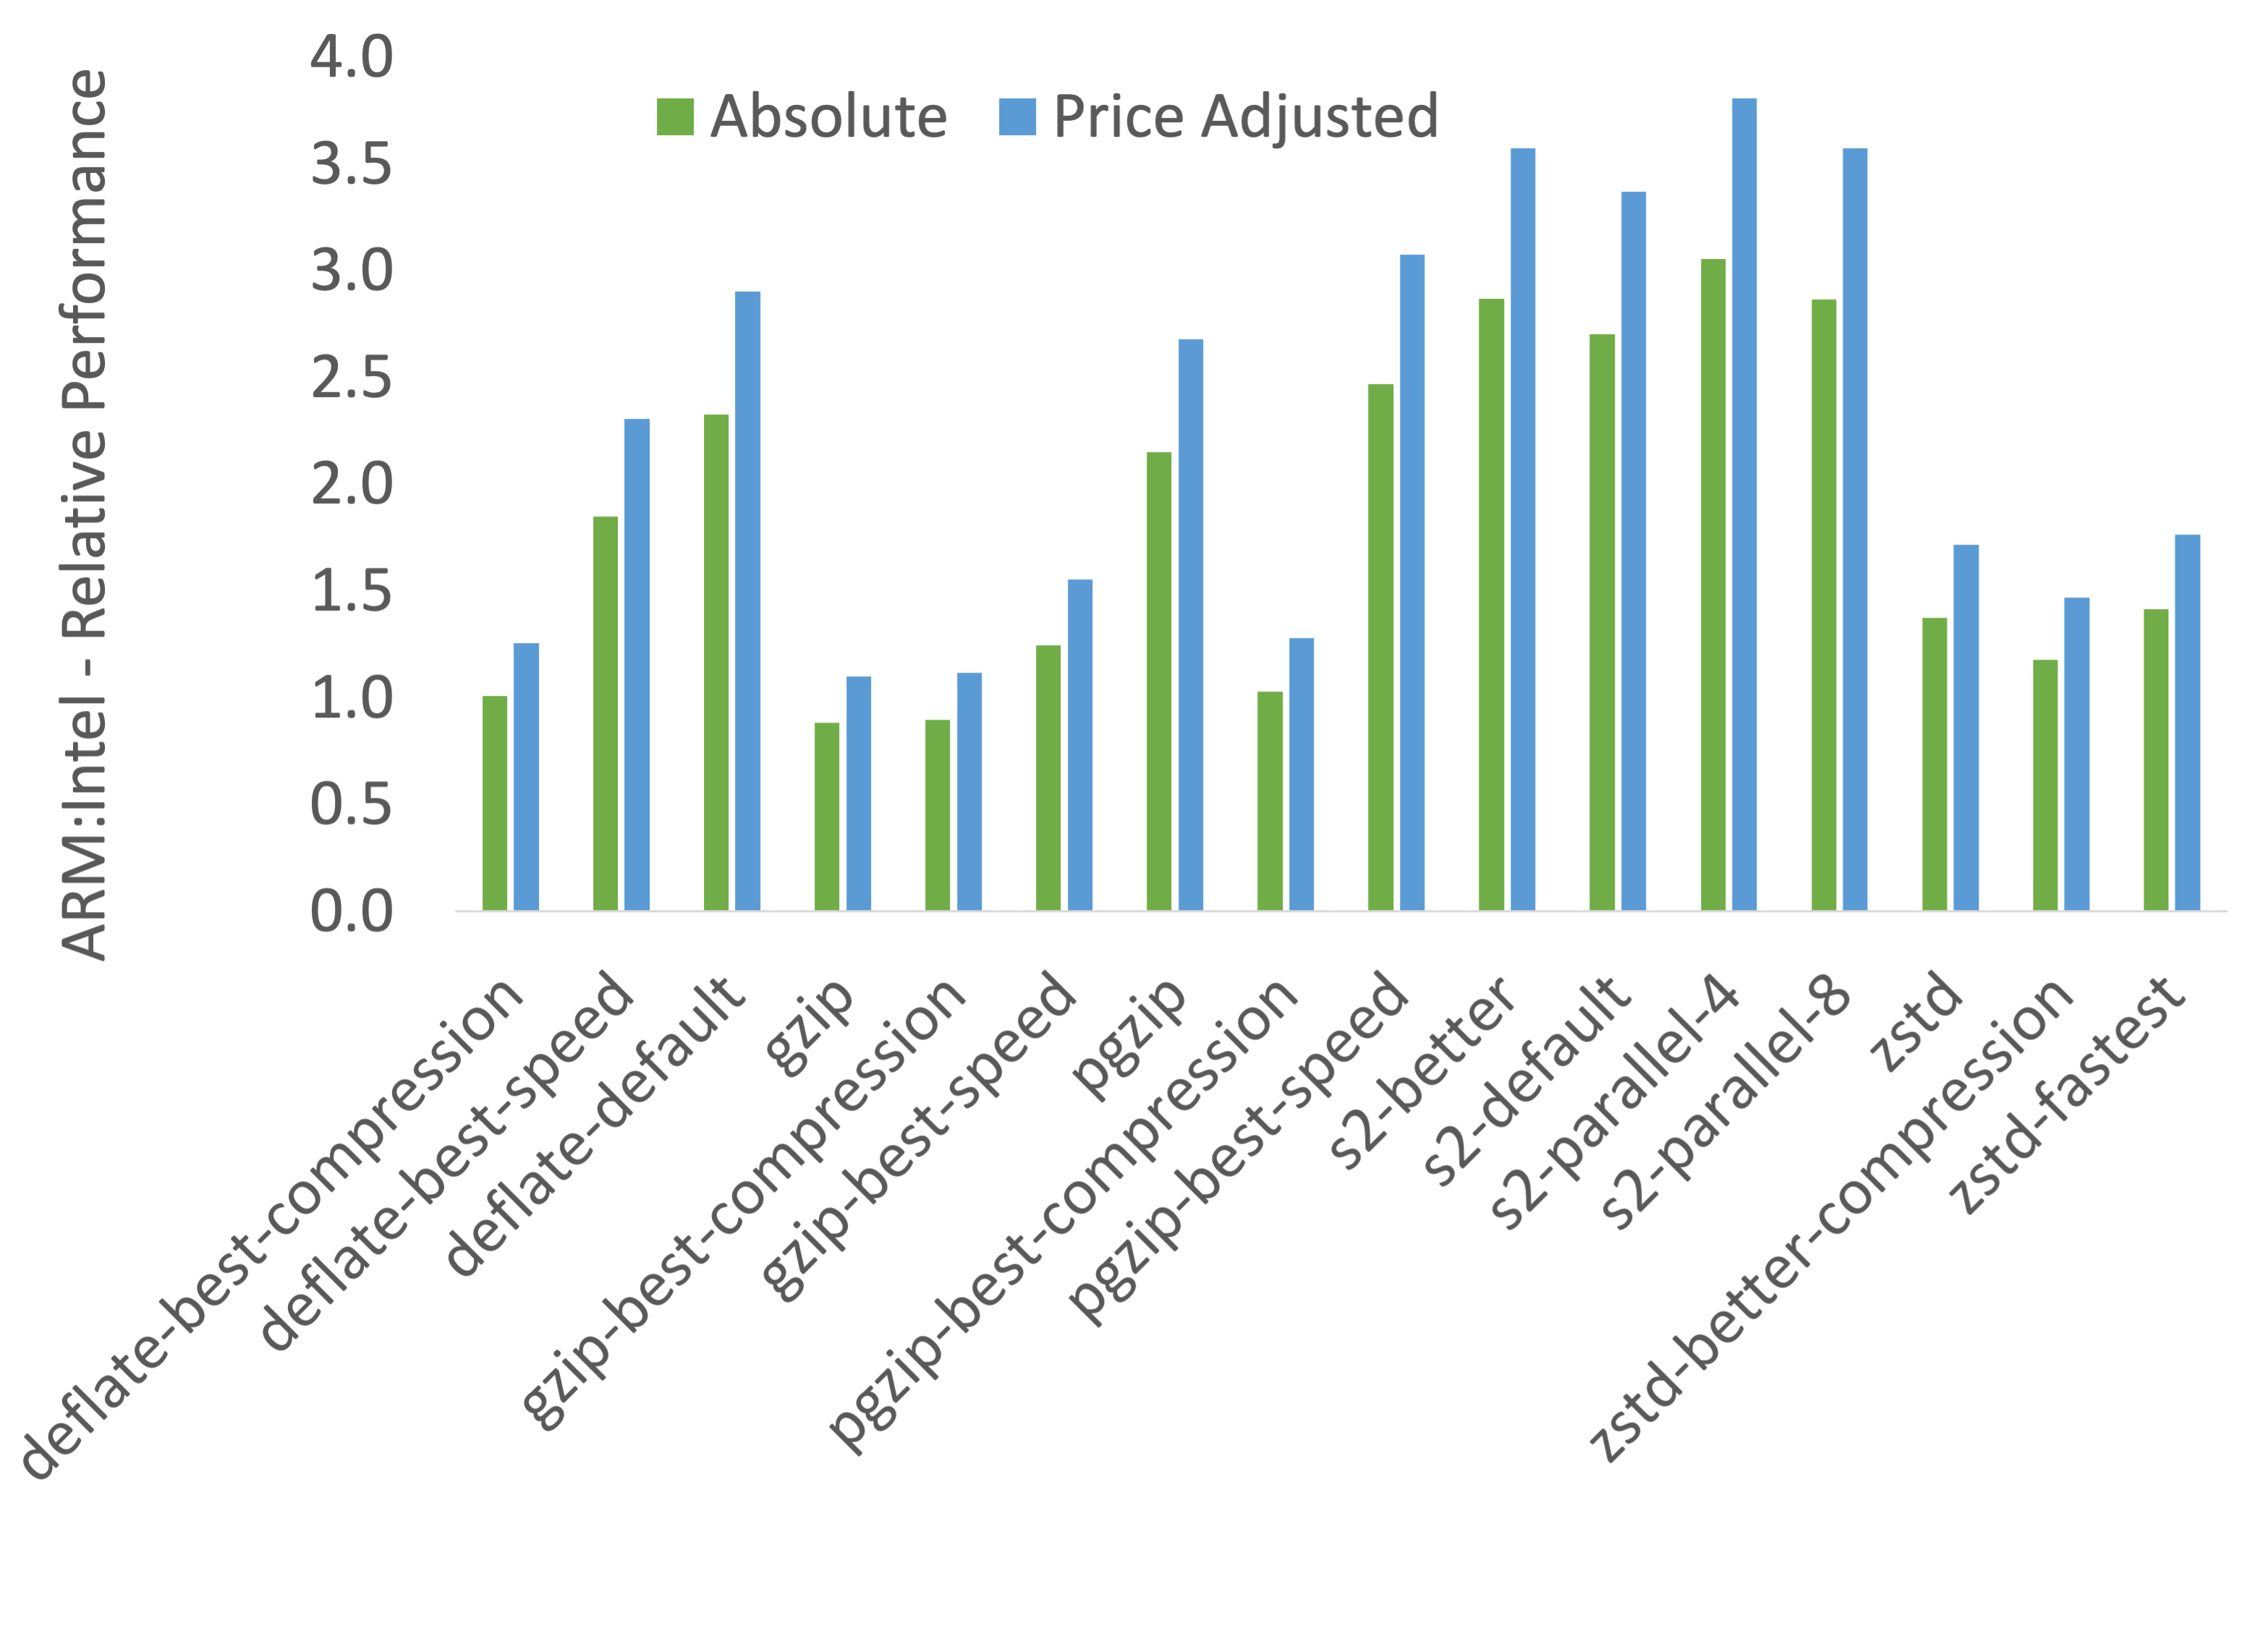 ARM::Intel - Relative Performance
4.0
3.5
3.0
2.5
2.0
1.5
1.0
0.5
0.0
Absolute
Price Adjusted
deflate-best-compression
deflate-best-speed
deflate-default
gzip
gzip-best-compression
gzip-best-speed
pgzip
pgzip-best-compression
pgzip-best-speed
s2-better
s2-default
s2-parallel-4
s2-parallel-8
zstd
zstd-better-compression
zstd-fastest